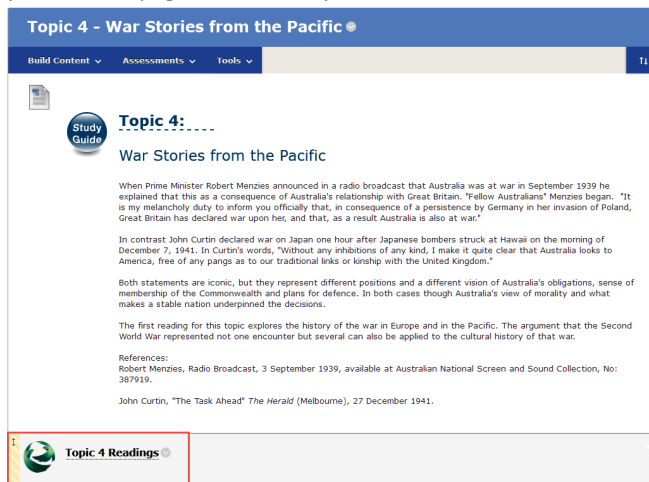 Topic 4 - War Stories from the Pacific
Build Content Assessments Tools
Study
Guide
Topic 4:
War Stories from the Pacific
When Prime Minister Robert Menzies announced in a radio broadcast that Australia was at war in September 1939 he
explained that this as a consequence of Australia's relationship with Great Britain. "Fellow Australians" Menzies began. "It
is my melancholy duty to inform you officially that, in consequence of a persistence by Germany in her invasion of Poland,
Great Britain has declared war upon her, and that, as a result Australia is also at war."
In contrast John Curtin declared war on Japan one hour after Japanese bombers struck at Hawaii on the morning of
December 7, 1941. In Curtin's words, "Without any inhibitions of any kind, I make it quite clear that Australia looks to
America, free of any pangs as to our traditional links or kinship with the United Kingdom."
Both statements are iconic, but they represent different positions and a different vision of Australia's obligations, sense of
membership of the Commonwealth and plans for defence. In both cases though Australia's view of morality and what
makes a stable nation underpinned the decisions.
The first reading for this topic explores the history of the war in Europe and in the Pacific. The argument that the Second
World War represented not one encounter but several can also be applied to the cultural history of that war.
References:
Robert Menzies, Radio Broadcast, 3 September 1939, available at Australian National Screen and Sound Collection, No:
387919.
John Curtin, "The Task Ahead" The Herald (Melbourne), 27 December 1941.
Topic 4 Readings